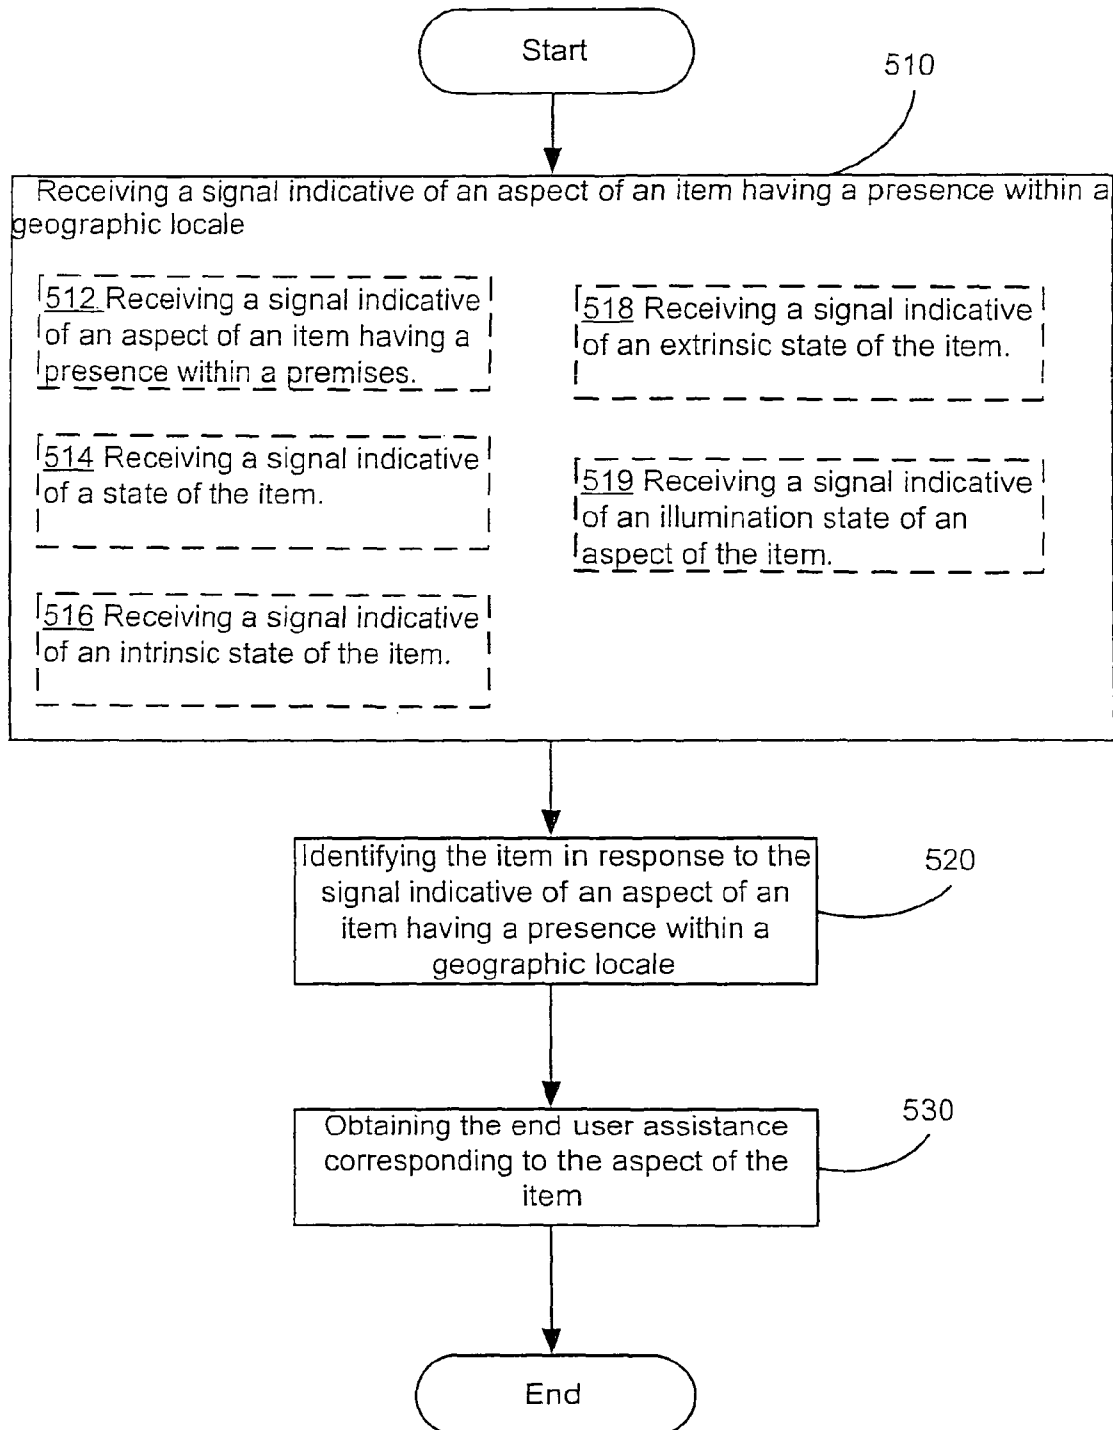 Start
510
Receiving a signal indicative of an aspect of an item having a presence within a
geographic locale
512 Receiving a signal indicative
of an aspect of an item having a
presence within a premises.
514 Receiving a signal indicative
of a state of the item.
516 Receiving a signal indicative
of an intrinsic state of the item.
518 Receiving a signal indicative
of an extrinsic state of the item.
519 Receiving a signal indicative
of an illumination state of an
aspect of the item.
Identifying the item in response to the
signal indicative of an aspect of an
item having a presence within a
geographic locale
520
Obtaining the end user assistance
corresponding to the aspect of the
item
530
End